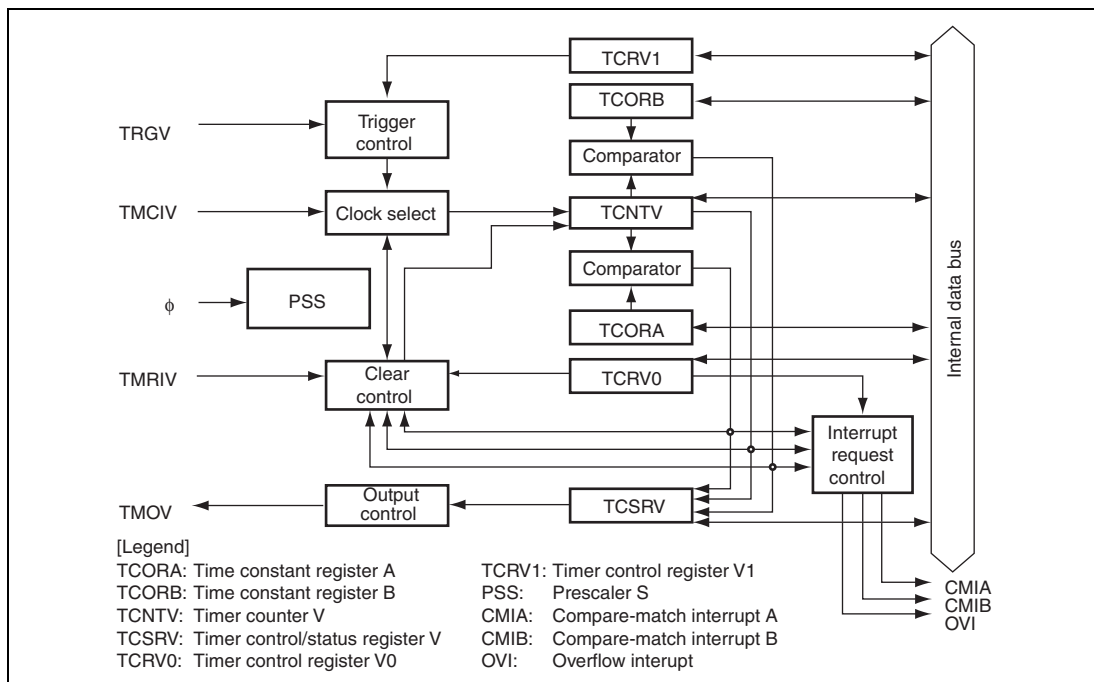 TCRV1
TCORB
TRGV
Trigger
control
Comparator
TMCIV
Clock select
TCNTV
Comparator
φ
PSS
TCORA
Internal data bus
TMRIV
Clear
control
TCRV0
Interrupt
request
control
TMOV
Output
control
TCSRV
CMIA
CMIB
OVI
[Legend]
TCORA: Time constant register A
TCORB: Time constant register B
TCNTV: Timer counter V
TCSRV: Timer control/status register V
TCRV0: Timer control register V0
TCRV1: Timer control register V1
PSS: Prescaler S
CMIA: Compare-match interrupt A
CMIB: Compare-match interrupt B
OVI: Overflow interupt